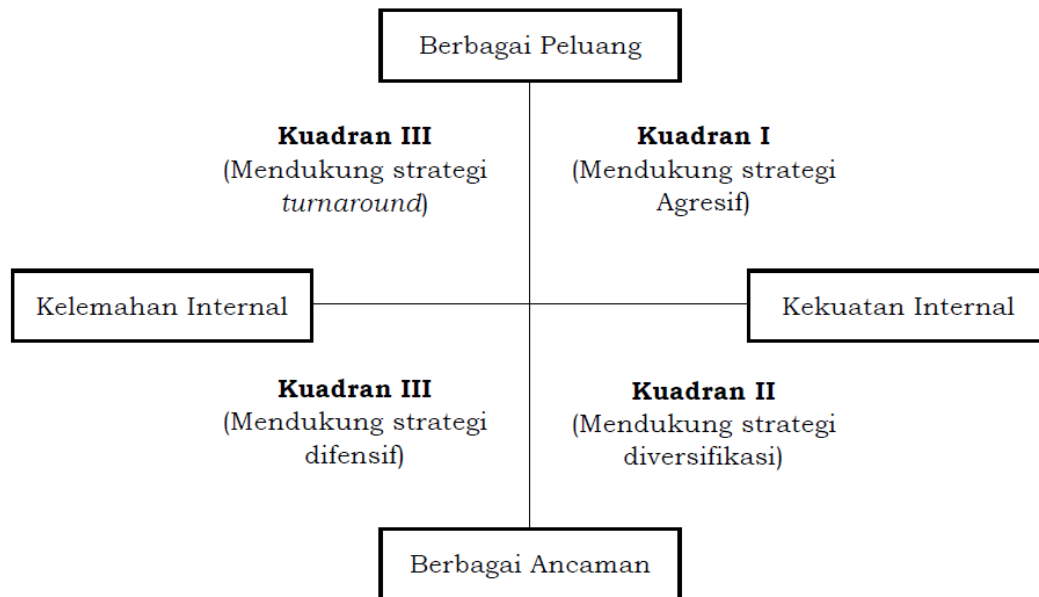 Berbagai Peluang
Kuadran III
(Mendukung strategi
turnaround)
Kuadran I
(Mendukung strategi
Agresif)
Kelemahan Internal
Kekuatan Internal
Kuadran III
(Mendukung strategi
difensif)
Kuadran II
(Mendukung strategi
diversifikasi)
Berbagai Ancaman